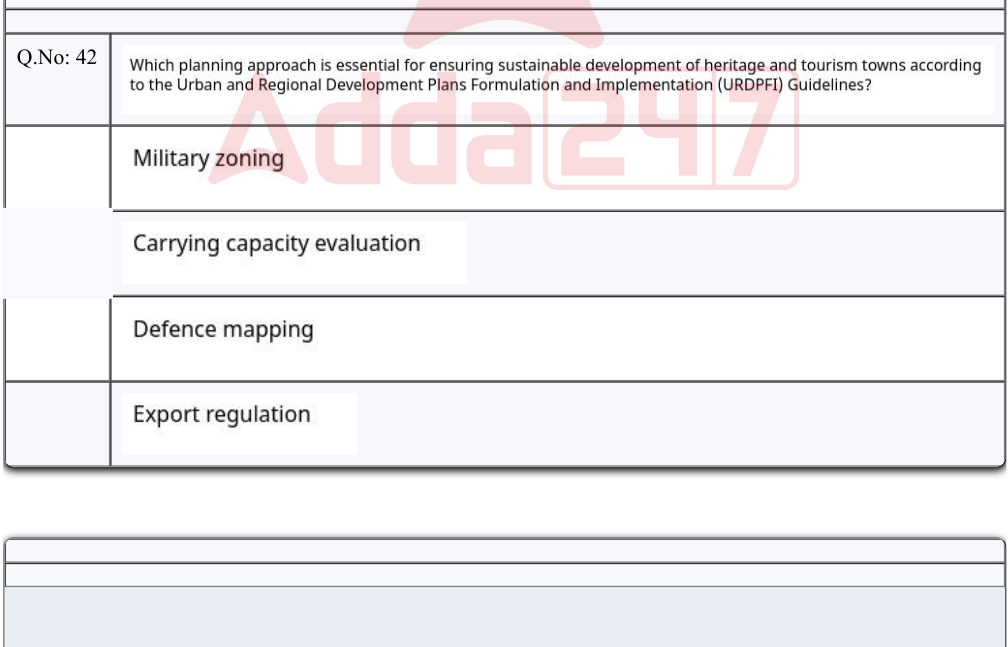 Q.No: 42
Which planning approach is essential for ensuring sustainable development of heritage and tourism towns according
to the Urban and Regional Development Plans Formulation and Implementation (URDPFI) Guidelines?
Adda247
Military zoning
Carrying capacity evaluation
Defence mapping
Export regulation